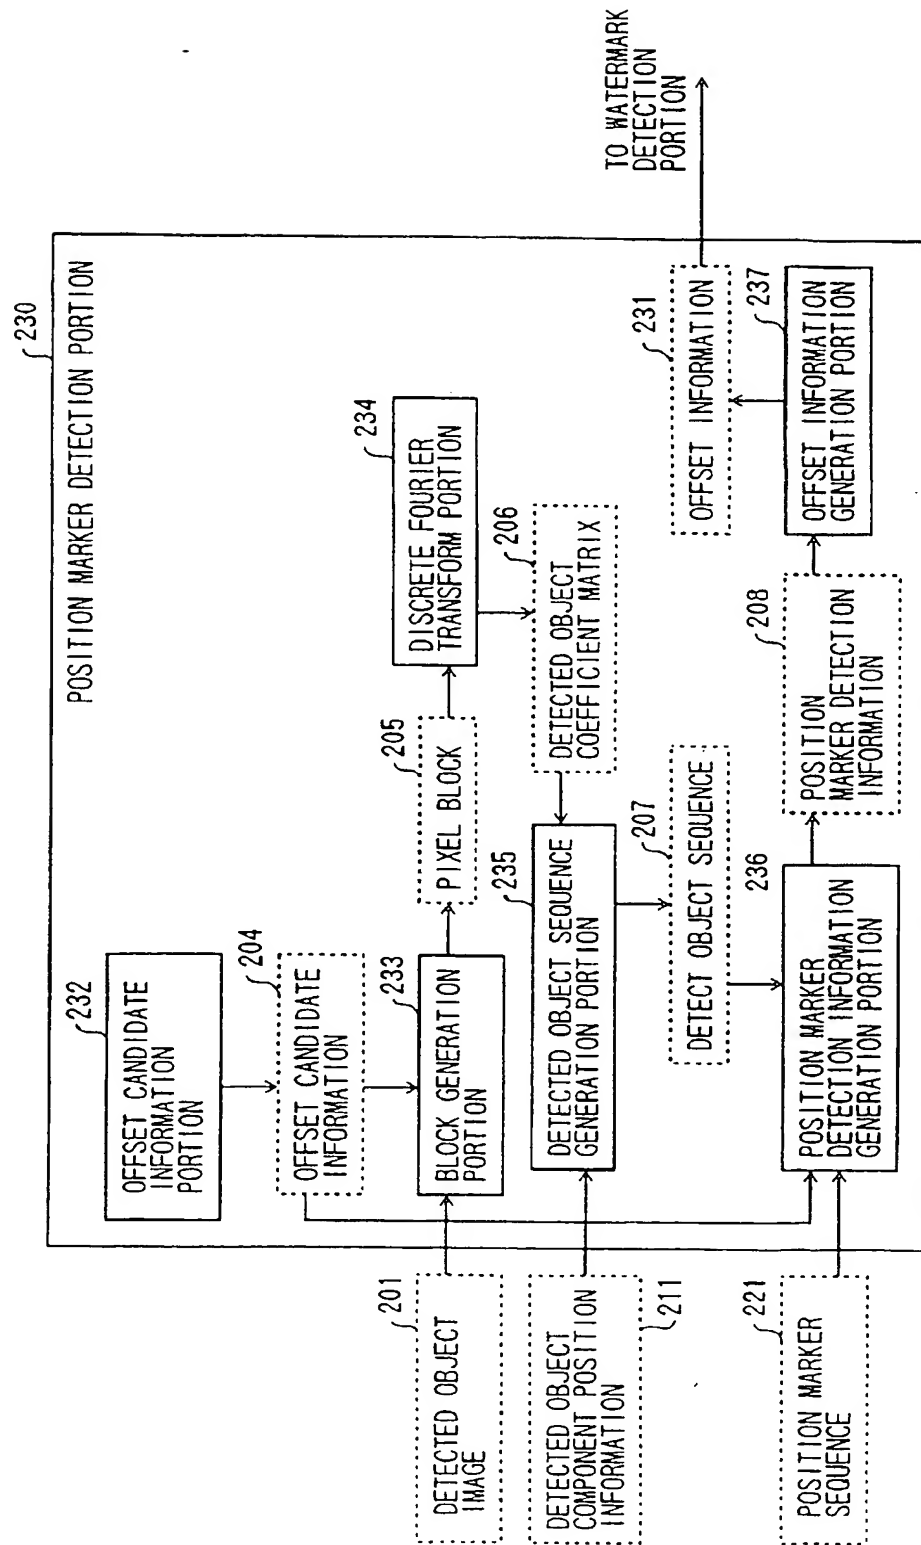 230
POSITION MARKER DETECTION PORTION
232
OFFSET CANDIDATE
INFORMATION
PORTION
204
OFFSET CANDIDATE
INFORMATION
201
DETECTED OBJECT
IMAGE
233
BLOCK GENERATION
PORTION
205
PIXEL BLOCK
234
DISCRETE FOURIER
TRANSFORM PORTION
206
DETECTED OBJECT
COEFFICIENT MATRIX
DETECTED OBJECT
COMPONENT POSITION
INFORMATION
211
235
DETECTED OBJECT SEQUENCE
GENERATION PORTION
207
DETECT OBJECT SEQUENCE
221
POSITION MARKER
SEQUENCE
236
POSITION MARKER
DETECTION INFORMATION
GENERATION PORTION
208
POSITION
MARKER DETECTION
INFORMATION
237
OFFSET INFORMATION
GENERATION PORTION
231
OFFSET INFORMATION
TO WATERMARK
DETECTION
PORTION